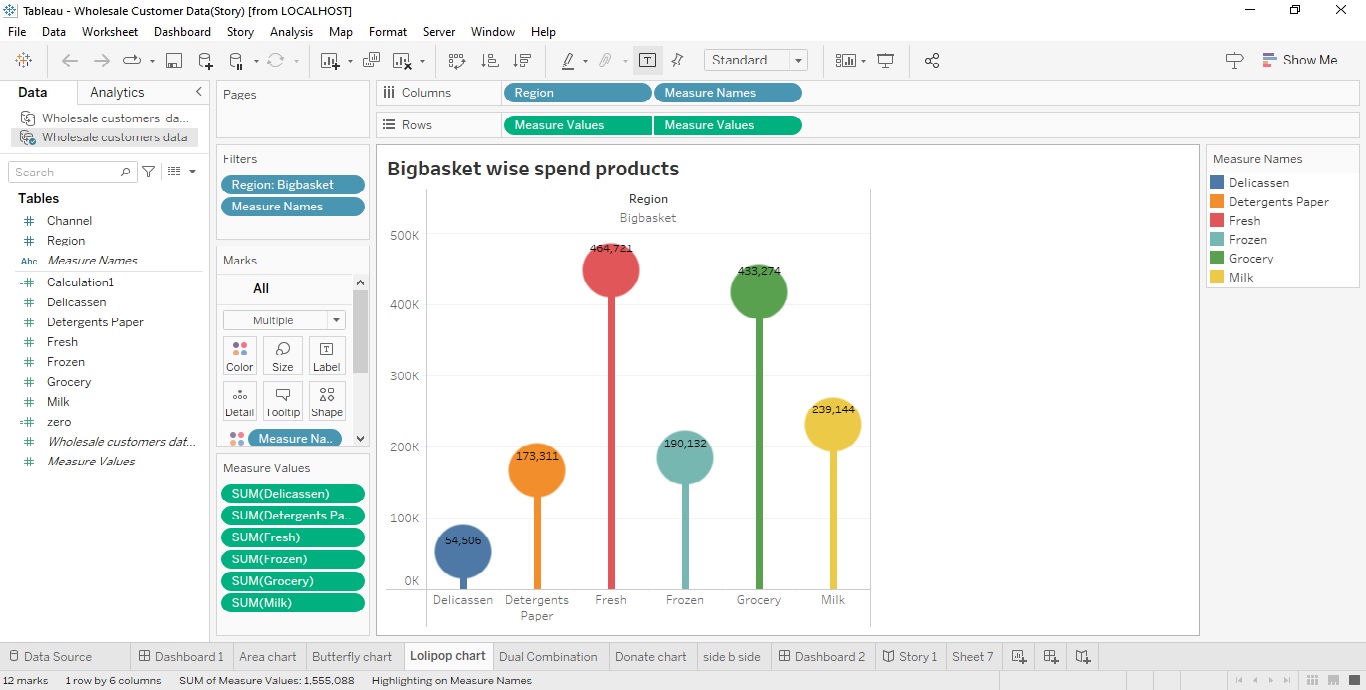 Tableau - Wholesale Customer Data(Story) [from LOCALHOST]
File Data Worksheet Dashboard Story Analysis Map Format Server Window Help
Standard
Show Me
Data Analytics
Wholesale customers da...
Wholesale customers data
Search
Tables
Channel
Region
Abc Measure Names
Calculation1
Delicassen
Detergents Paper
Fresh
Frozen
Grocery
Milk
zero
Wholesale customers dat...
Measure Values
Pages
Filters
Region: Bigbasket
Measure Names
Marks
All
Multiple
Color Size Label
Detail Tooltip Shape
Measure Na..
Measure Values
SUM(Delicassen)
SUM(Detergents Pa..
SUM(Fresh)
SUM(Frozen)
SUM(Grocery)
SUM(Milk)
Columns Region Measure Names
Rows Measure Values Measure Values
Bigbasket wise spend products
Region
Bigbasket
500K
400K
300K
200K
100K
0K
464,721
433,274
239,144
190,132
173,311
54,506
Delicassen Detergents Paper Fresh Frozen Grocery Milk
Measure Names
Delicassen
Detergents Paper
Fresh
Frozen
Grocery
Milk
Data Source Dashboard 1 Area chart Butterfly chart Lolipop chart Dual Combination Donate chart side b side Dashboard 2 Story 1 Sheet 7
12 marks 1 row by 6 columns SUM of Measure Values: 1,555,088 Highlighting on Measure Names